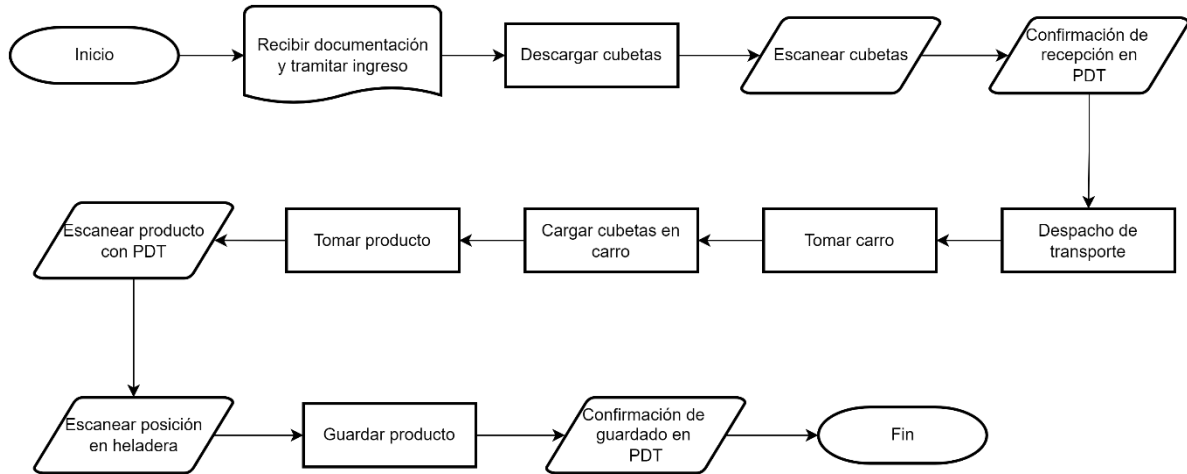 Inicio
Recibir documentación
y tramitar ingreso
Descargar cubetas
Escanear cubetas
Confirmación de
recepción en
PDT
Despacho de
transporte
Tomar carro
Cargar cubetas en
carro
Tomar producto
Escanear producto
con PDT
Escanear posición
en heladera
Guardar producto
Confirmación de
guardado en
PDT
Fin